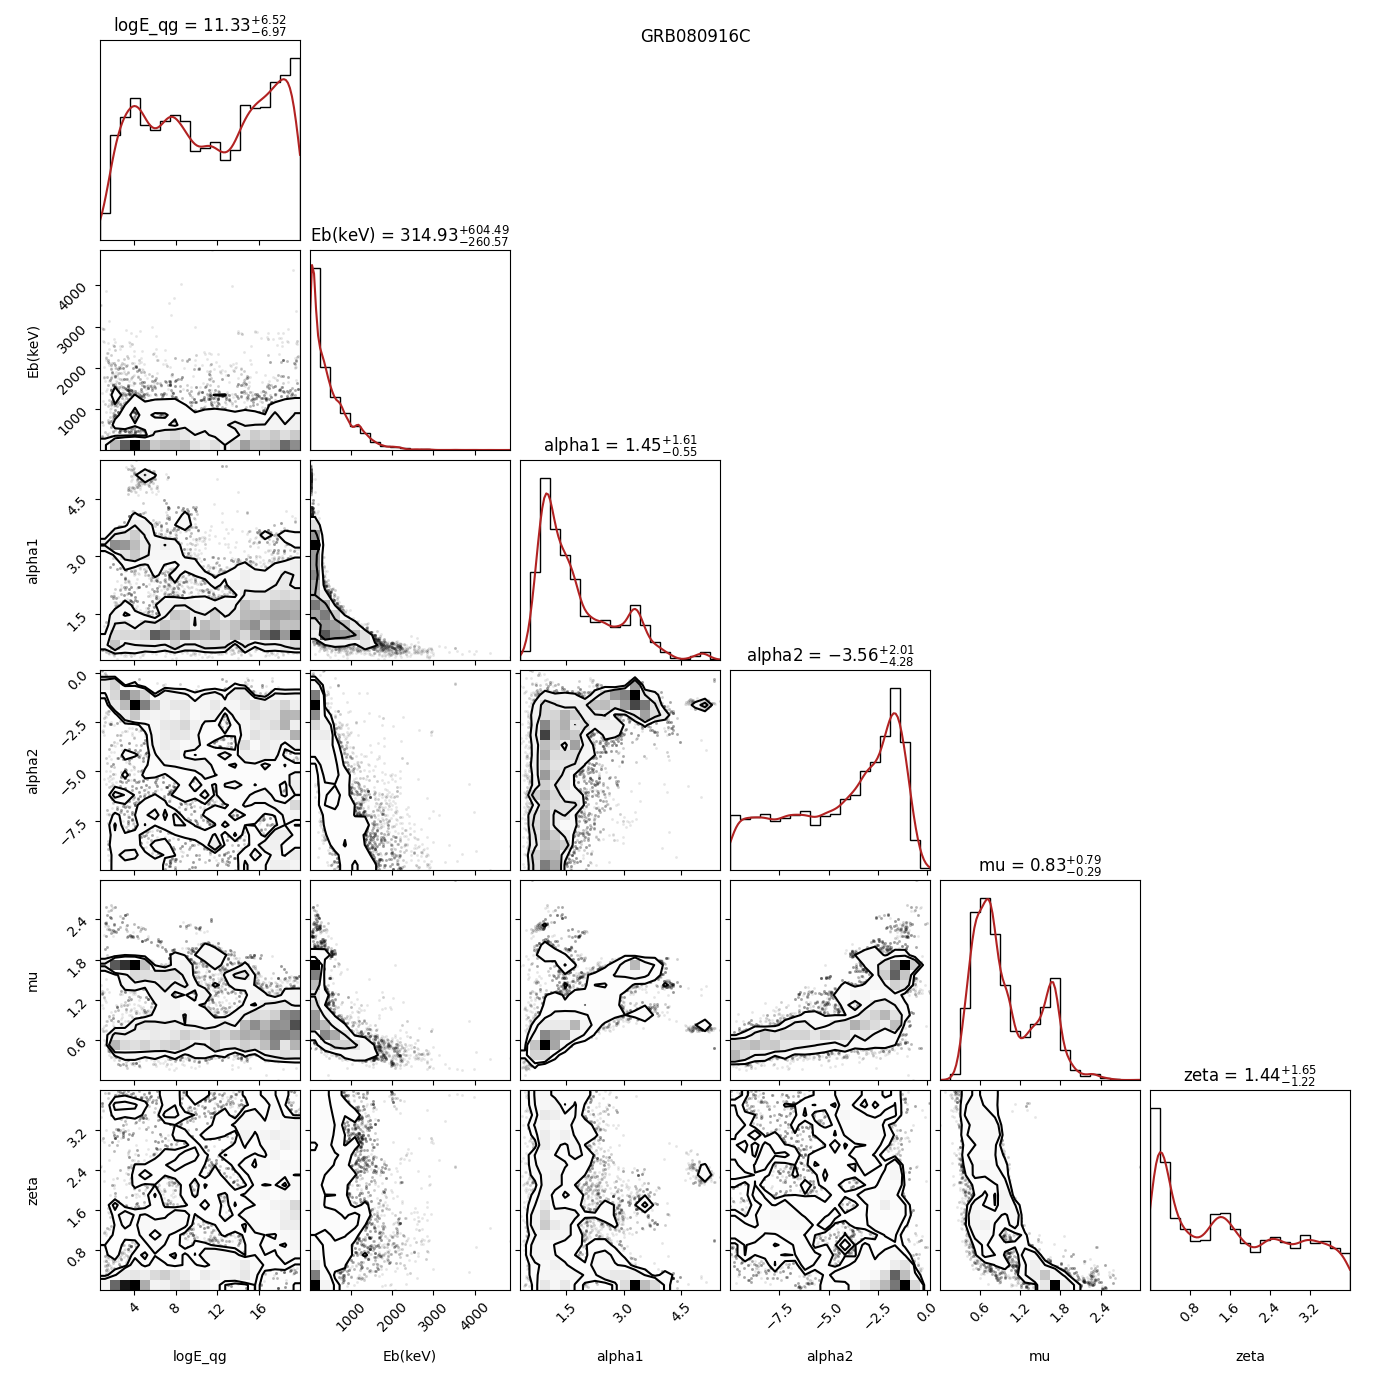 logE_qg = 11.33+6.52−6.97
GRB080916C
Eb(keV) = 314.93+604.49−260.57
Eb(keV)
4000
3000
2000
1000
alpha1 = 1.45+1.61−0.55
alpha1
4.5
3.0
1.5
alpha2 = −3.56+2.01−4.28
alpha2
0.0
−2.5
−5.0
−7.5
mu = 0.83+0.79−0.29
mu
2.4
1.8
1.2
0.6
zeta = 1.44+1.65−1.22
zeta
3.2
2.4
1.6
0.8
4 8 12 16 1000 2000 3000 4000 1.5 3.0 4.5 −7.5 −5.0 −2.5 0.0 0.6 1.2 1.8 2.4 0.8 1.6 2.4 3.2
logE_qg Eb(keV) alpha1 alpha2 mu zeta